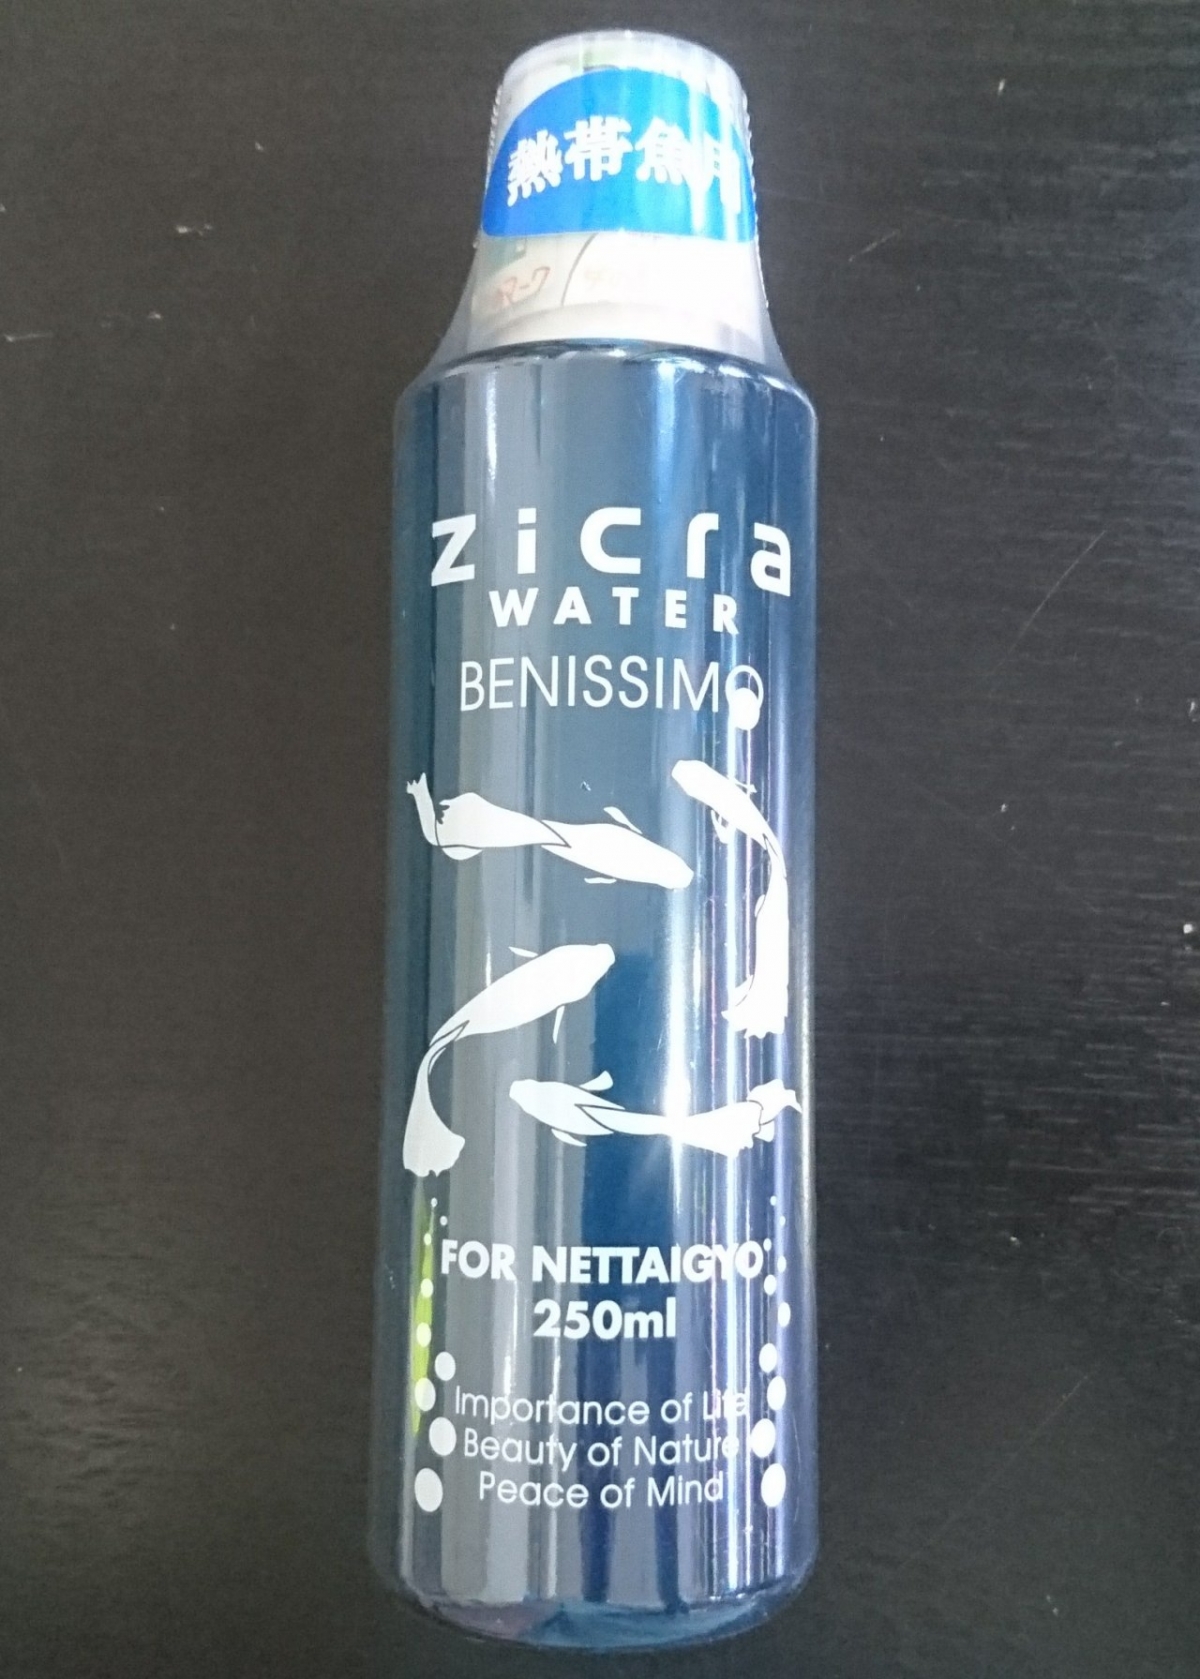 熱帯魚用
zicra
WATER
BENISSIMO
FOR NETTAIGYO
250ml
Importance of Life
Beauty of Nature
Peace of Mind